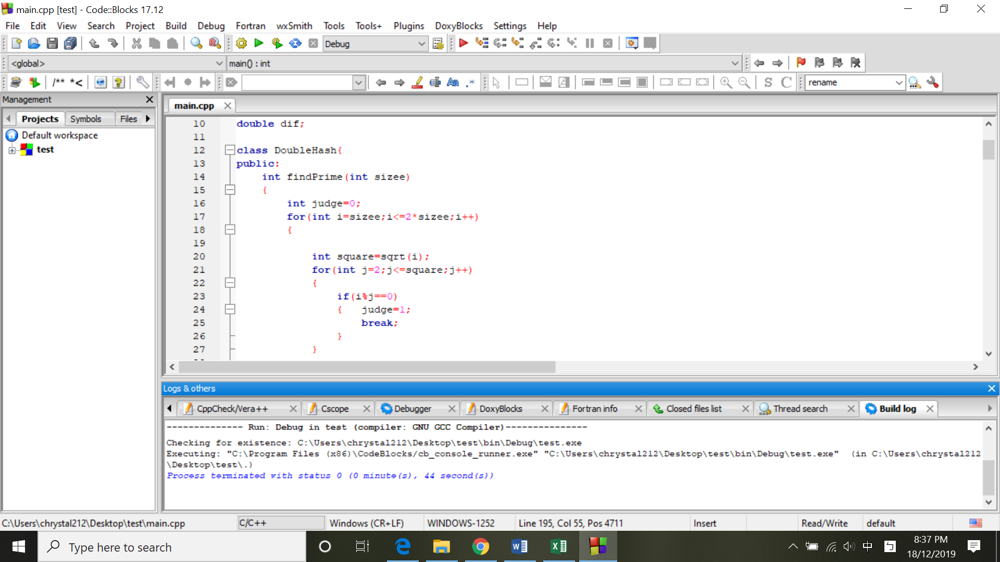 main.cpp [test] - Code::Blocks 17.12
File Edit View Search Project Build Debug Fortran wxSmith Tools Tools+ Plugins DoxyBlocks Settings Help
Debug
<global> main() : int
/** *< rename
Management
Projects Symbols Files
Default workspace
test
main.cpp
10 double dif;
11
12 class DoubleHash{
13 public:
14 int findPrime(int sizee)
15 {
16 int judge=0;
17 for(int i=sizee;i<=2*sizee;i++)
18 {
19
20 int square=sqrt(i);
21 for(int j=2;j<=square;j++)
22 {
23 if(i%j==0)
24 { judge=1;
25 break;
26 }
27 }
Logs & others
CppCheck/Vera++ Cscope Debugger DoxyBlocks Fortran info Closed files list Thread search Build log
-------------- Run: Debug in test (compiler: GNU GCC Compiler)---------------
Checking for existence: C:\Users\chrystal212\Desktop\test\bin\Debug\test.exe
Executing: "C:\Program Files (x86)\CodeBlocks/cb_console_runner.exe" "C:\Users\chrystal212\Desktop\test\bin\Debug\test.exe"  (in C:\Users\chrystal212
\Desktop\test\.)
Process terminated with status 0 (0 minute(s), 44 second(s))
C:\Users\chrystal212\Desktop\test\main.cpp C/C++ Windows (CR+LF) WINDOWS-1252 Line 195, Col 55, Pos 4711 Insert Read/Write default
Type here to search
中 ㄅ
8:37 PM
18/12/2019